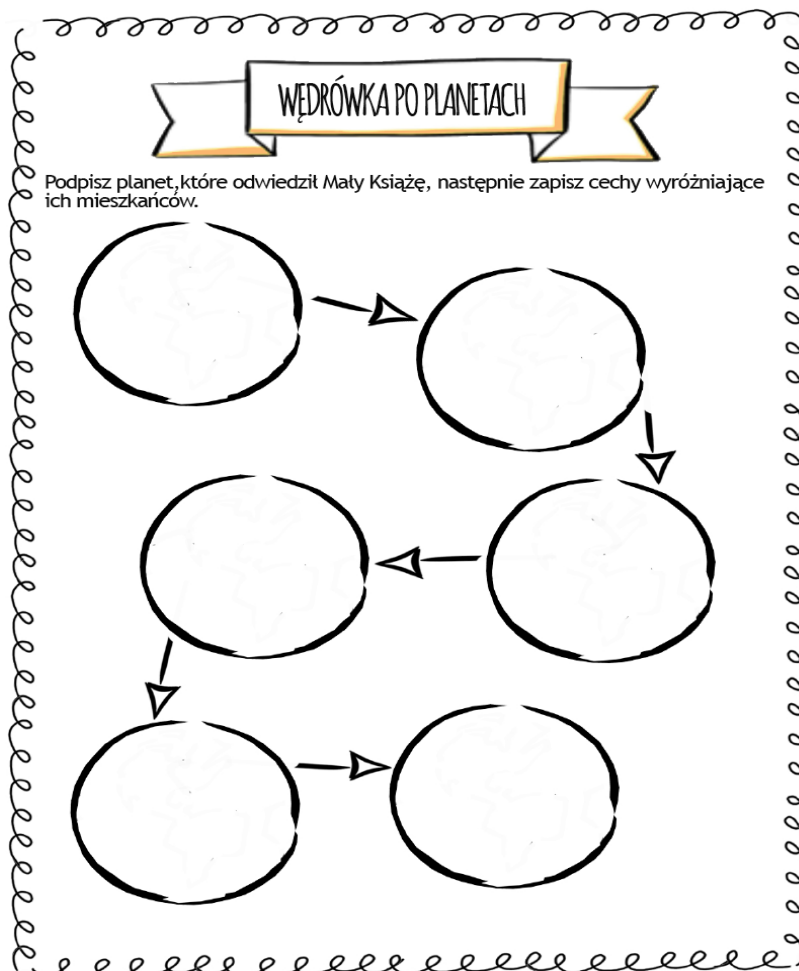 WĘDRÓWKA PO PLANETACH
Podpisz planet,które odwiedził Mały Książę, następnie zapisz cechy wyróżniające
ich mieszkańców.